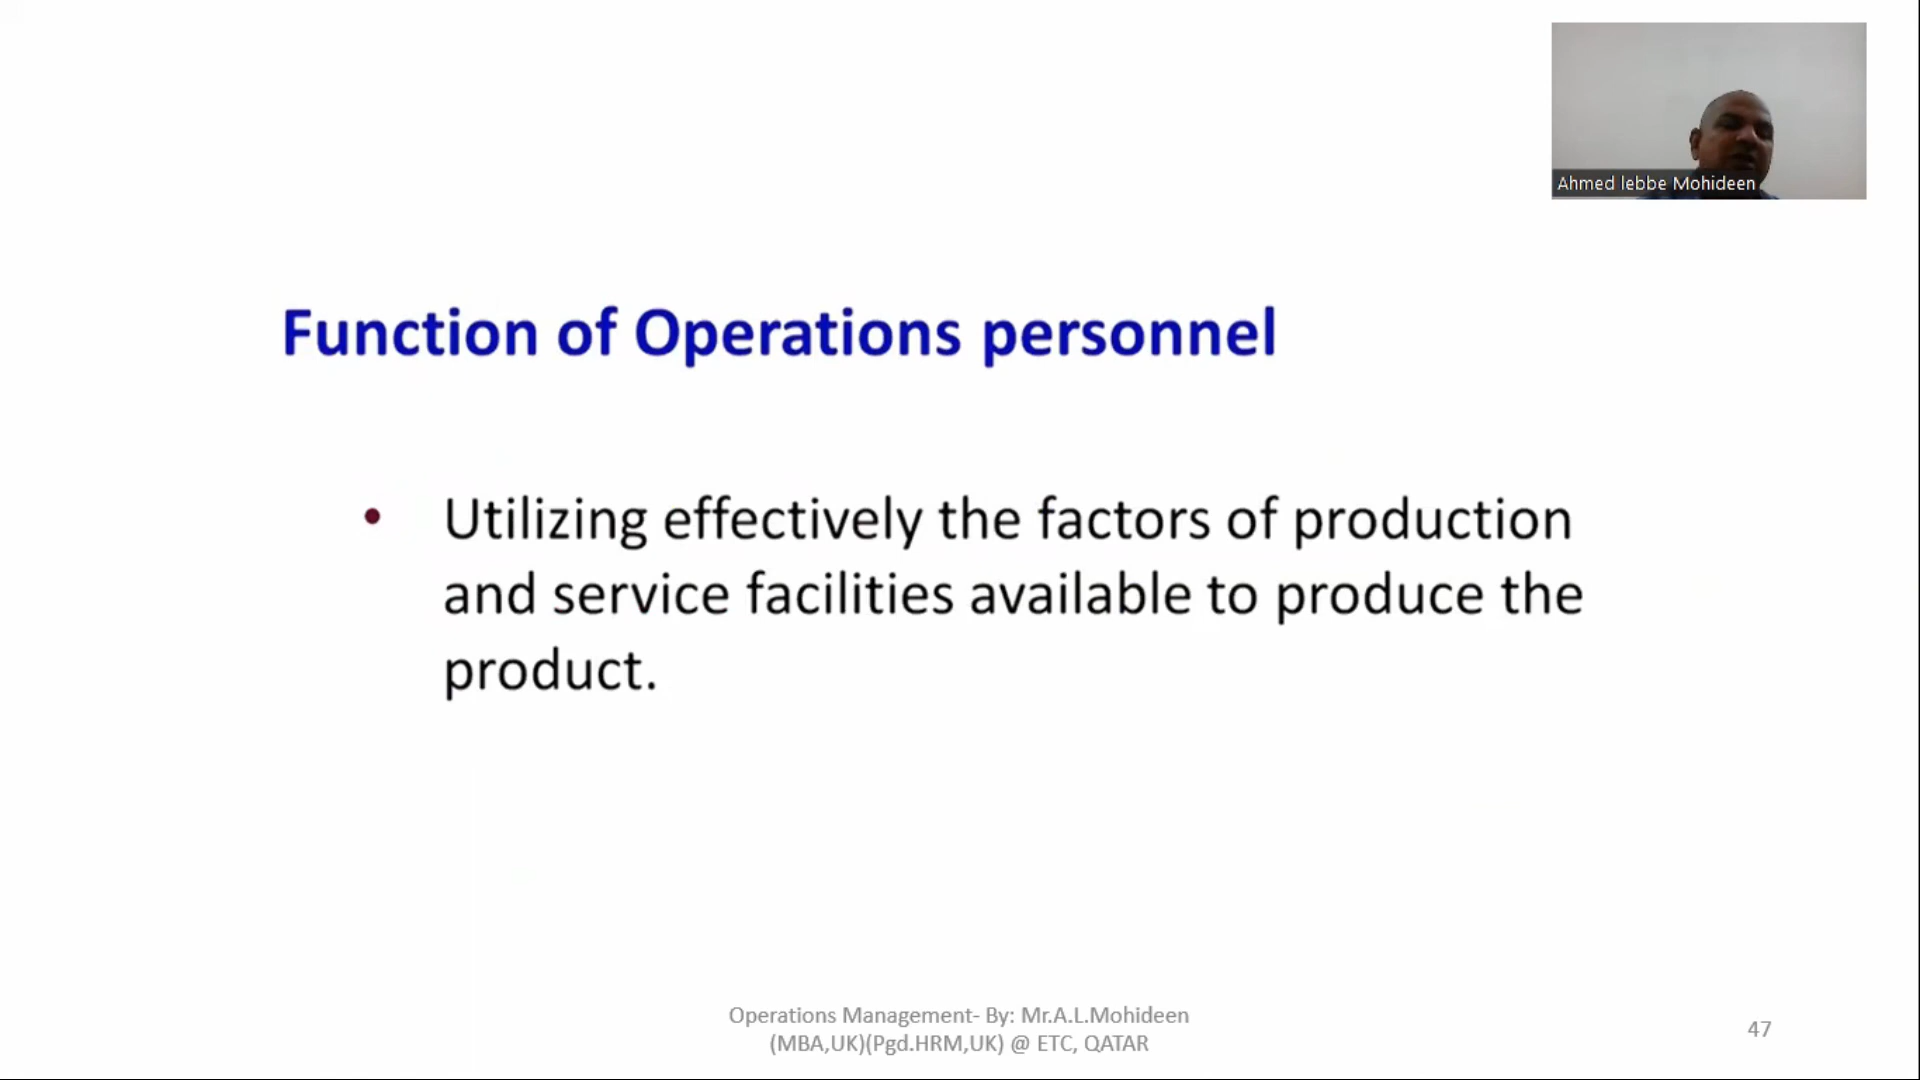 Ahmed lebbe Mohideen
Function of Operations personnel
• Utilizing effectively the factors of production
and service facilities available to produce the
product.
Operations Management- By: Mr.A.L.Mohideen
(MBA,UK)(Pgd.HRM,UK) @ ETC, QATAR
47